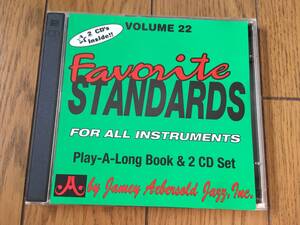 VOLUME 22
2 CD's
inside!!
Favorite
STANDARDS
FOR ALL INSTRUMENTS
Play-A-Long Book & 2 CD Set
JA
by Jamey Aebersold Jazz, Inc.